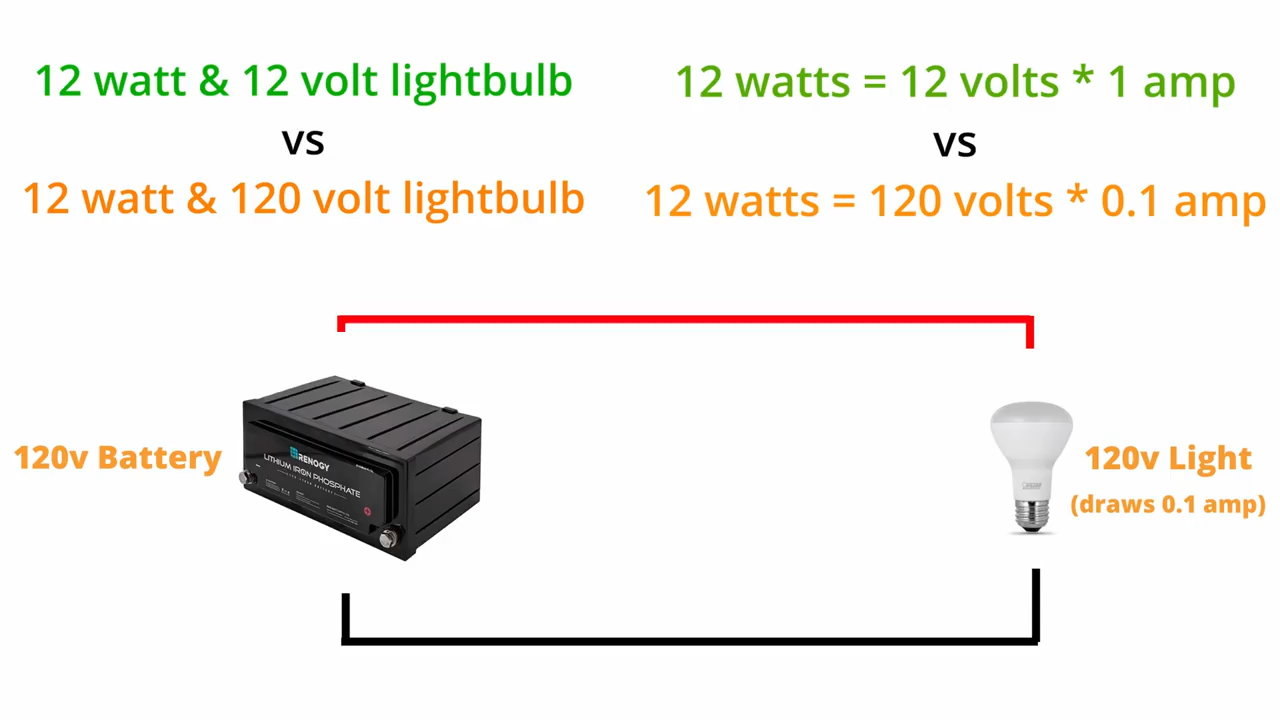 12 watt & 12 volt lightbulb
vs
12 watt & 120 volt lightbulb
12 watts = 12 volts * 1 amp
vs
12 watts = 120 volts * 0.1 amp
120v Battery
RENOGY
LITHIUM IRON PHOSPHATE
120v Light
(draws 0.1 amp)